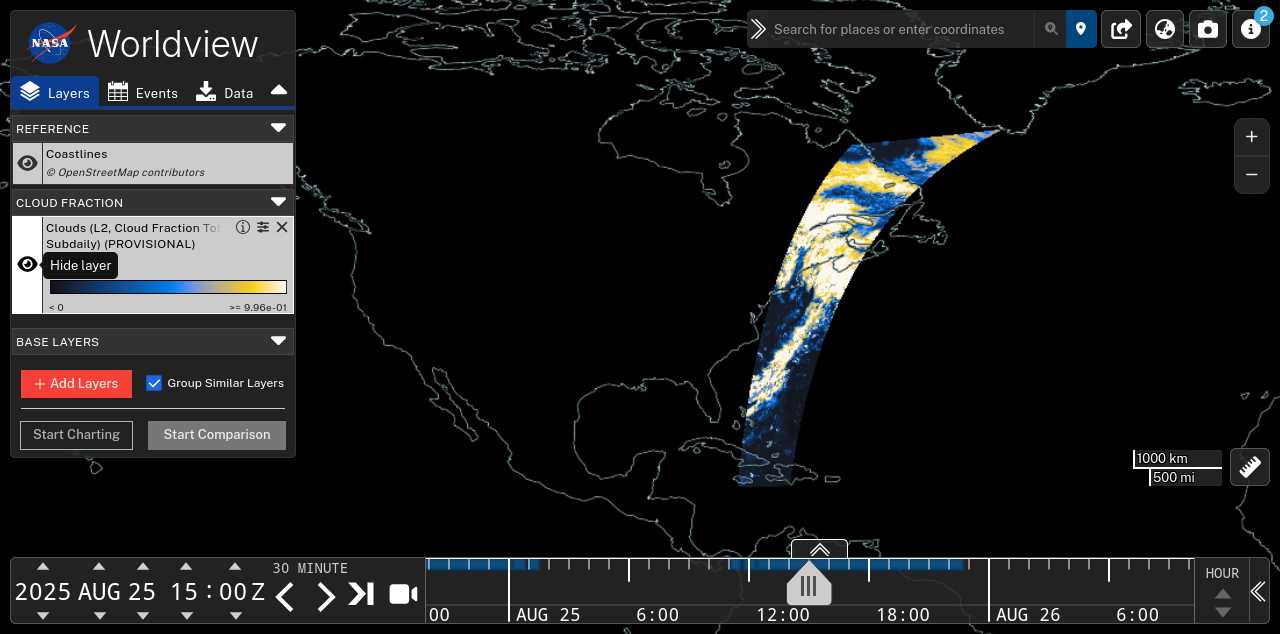 NASA
Worldview
Layers
Events
Data
REFERENCE
Coastlines
© OpenStreetMap contributors
CLOUD FRACTION
Clouds (L2, Cloud Fraction
Subdaily) (PROVISIONAL)
Hide layer
< 0
>= 9.96e-01
BASE LAYERS
+ Add Layers
Group Similar Layers
Start Charting
Start Comparison
Search for places or enter coordinates
2
+
−
1000 km
500 mi
2025 AUG 25 15:00 Z
30 MINUTE
00
AUG 25
6:00
12:00
18:00
AUG 26
6:00
HOUR